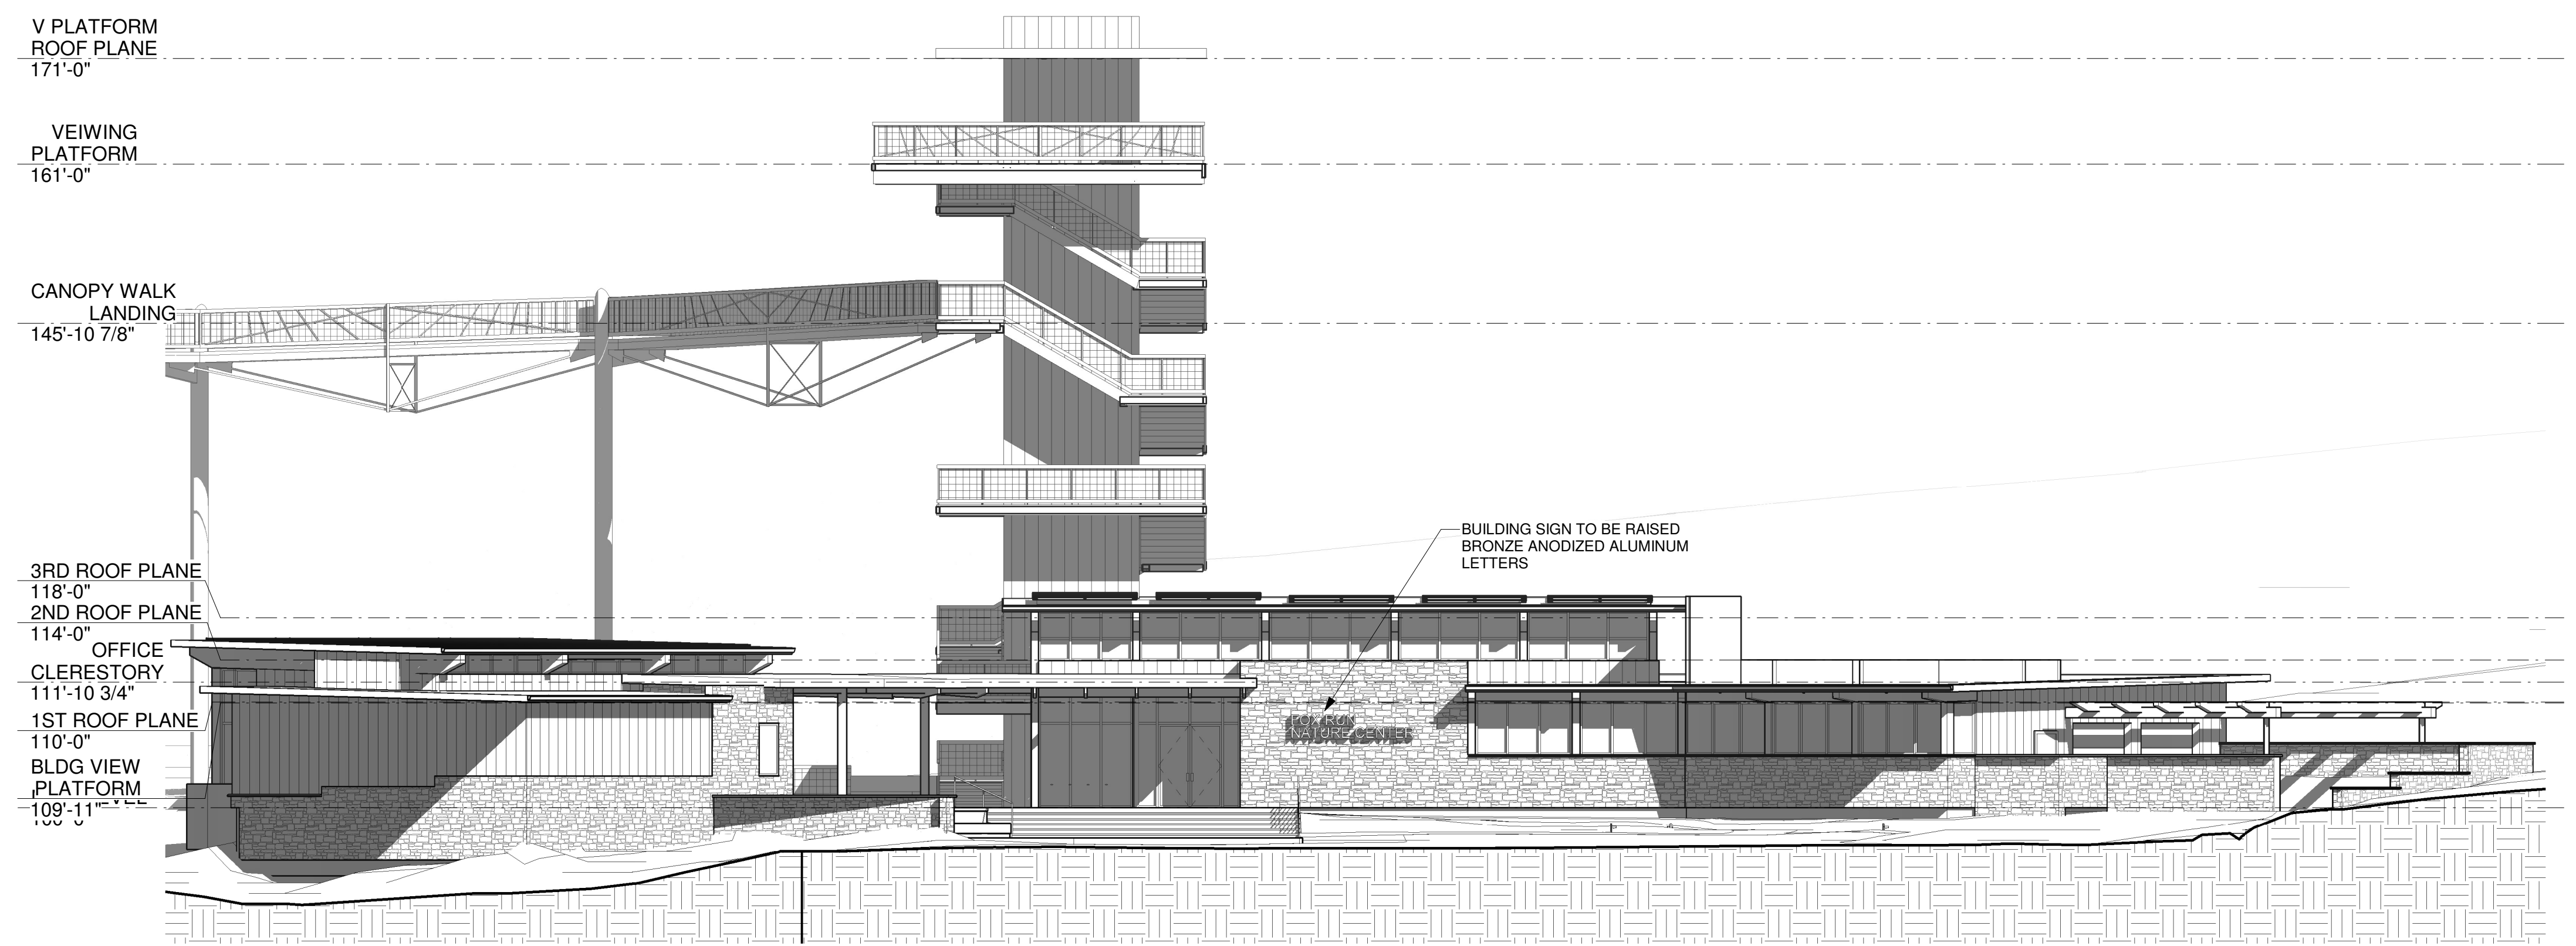 V PLATFORM
ROOF PLANE
171'-0"
VEIWING
PLATFORM
161'-0"
CANOPY WALK
LANDING
145'-10 7/8"
BUILDING SIGN TO BE RAISED
BRONZE ANODIZED ALUMINUM
LETTERS
3RD ROOF PLANE
118'-0"
2ND ROOF PLANE
114'-0"
OFFICE
CLERESTORY
111'-10 3/4"
1ST ROOF PLANE
110'-0"
FOX RUN
NATURE CENTER
BLDG VIEW
PLATFORM
109'-11"